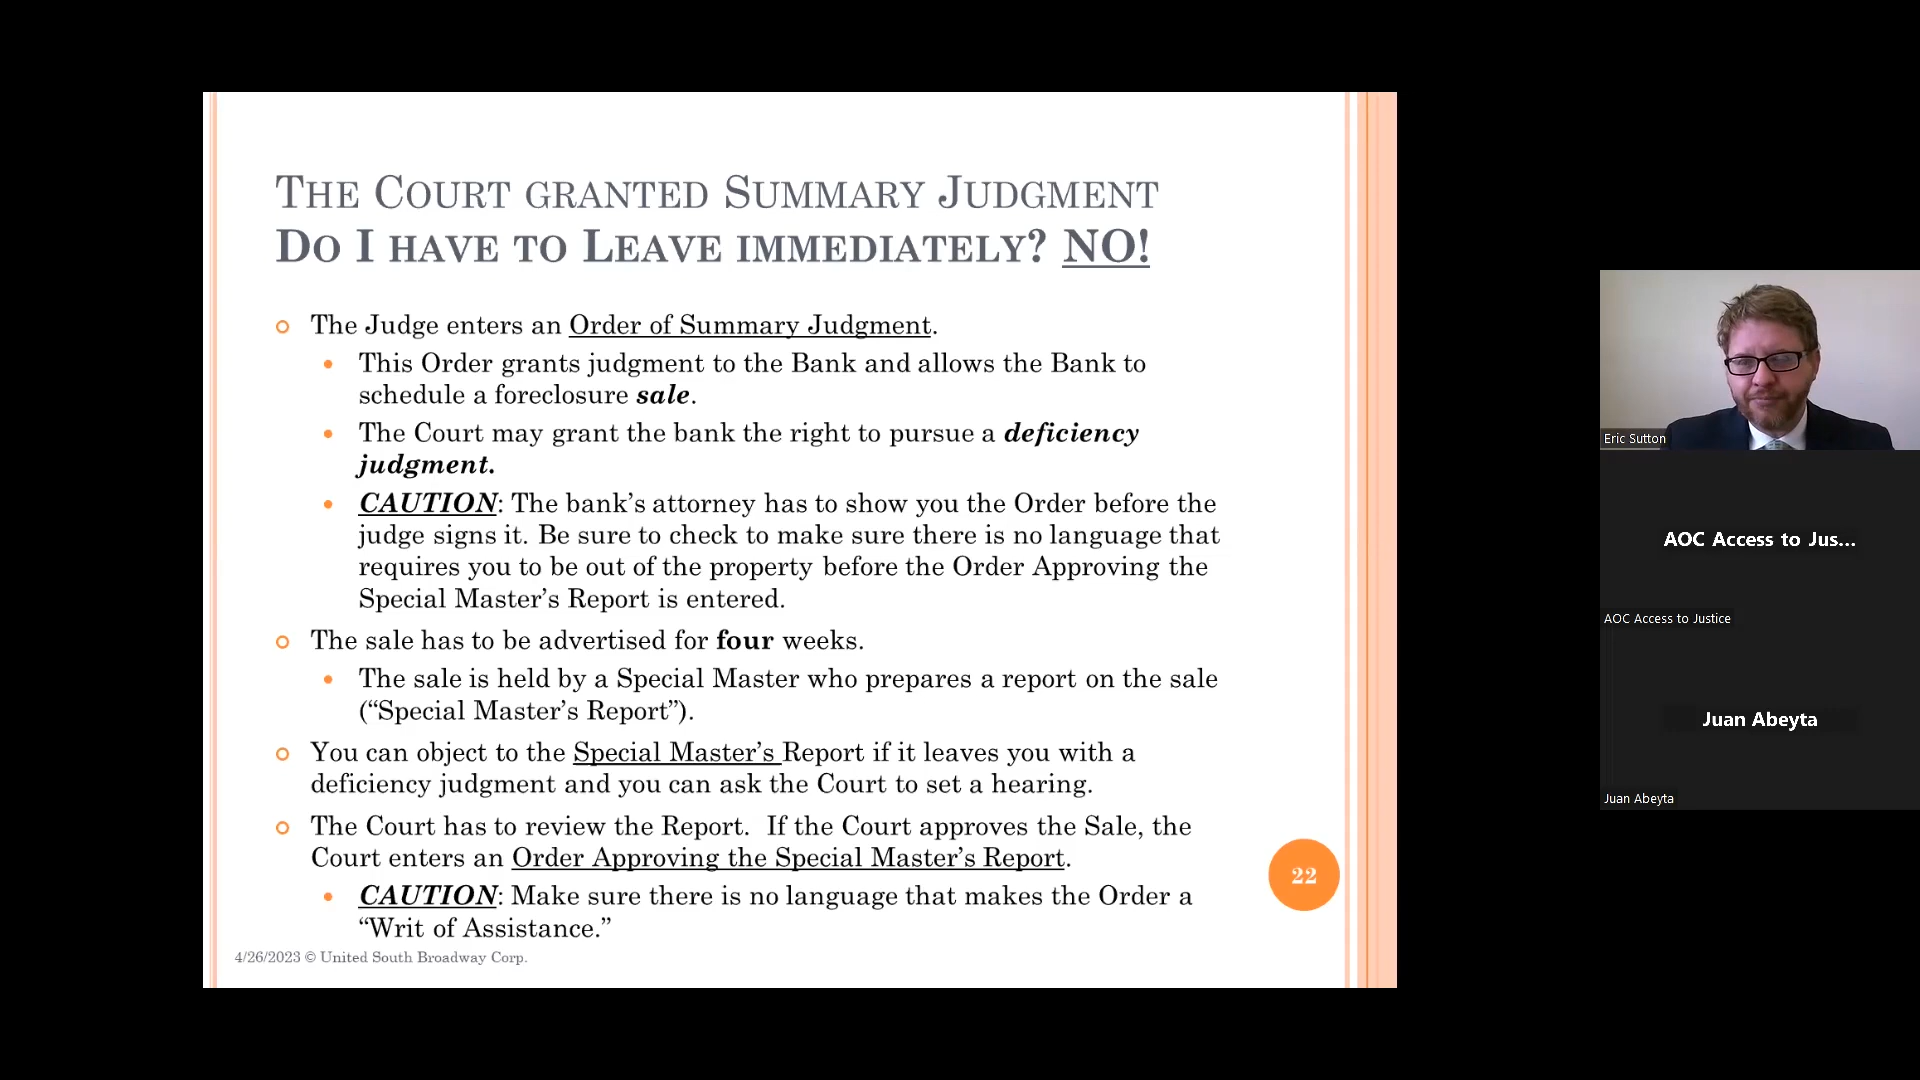 THE COURT GRANTED SUMMARY JUDGMENT
DO I HAVE TO LEAVE IMMEDIATELY? NO!
The Judge enters an Order of Summary Judgment.
This Order grants judgment to the Bank and allows the Bank to
schedule a foreclosure sale.
The Court may grant the bank the right to pursue a deficiency
judgment.
CAUTION: The bank’s attorney has to show you the Order before the
judge signs it. Be sure to check to make sure there is no language that
requires you to be out of the property before the Order Approving the
Special Master’s Report is entered.
The sale has to be advertised for four weeks.
The sale is held by a Special Master who prepares a report on the sale
(“Special Master’s Report”).
You can object to the Special Master’s Report if it leaves you with a
deficiency judgment and you can ask the Court to set a hearing.
The Court has to review the Report.  If the Court approves the Sale, the
Court enters an Order Approving the Special Master’s Report.
CAUTION: Make sure there is no language that makes the Order a
“Writ of Assistance.”
22
4/26/2023 © United South Broadway Corp.
Eric Sutton
AOC Access to Jus...
AOC Access to Justice
Juan Abeyta
Juan Abeyta